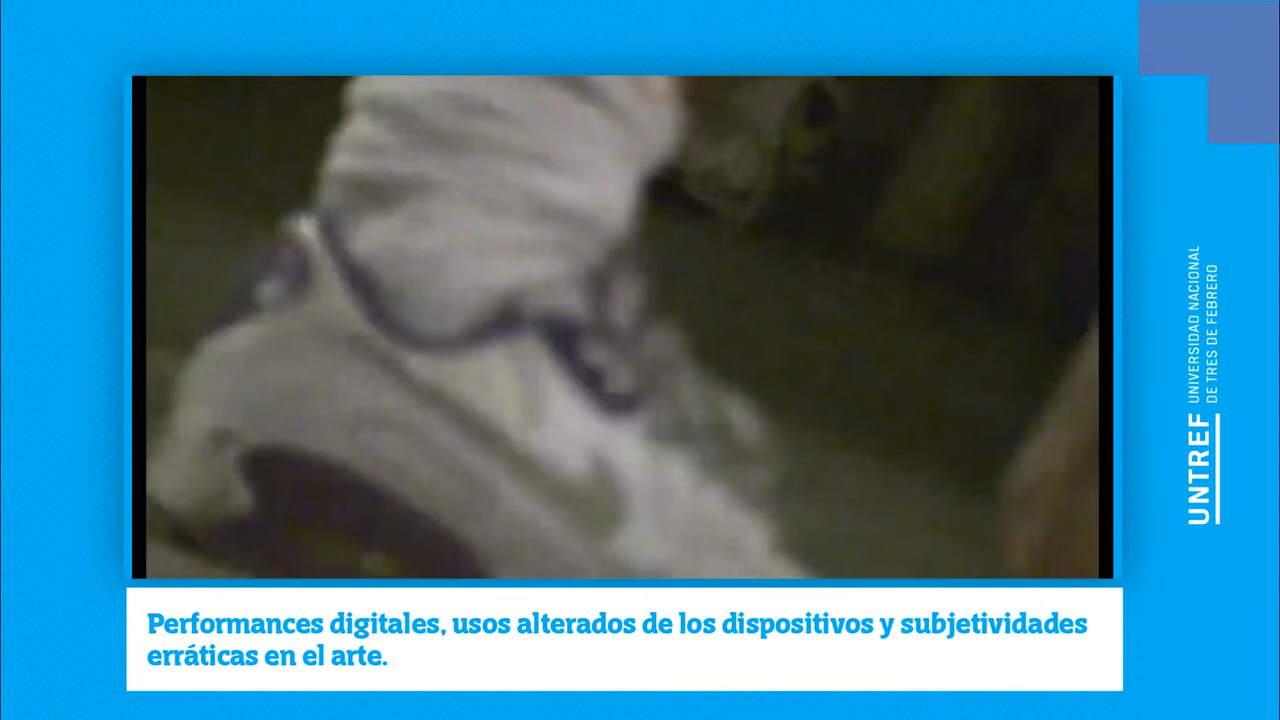 UNTREF
UNIVERSIDAD NACIONAL
DE TRES DE FEBRERO
Performances digitales, usos alterados de los dispositivos y subjetividades
erráticas en el arte.